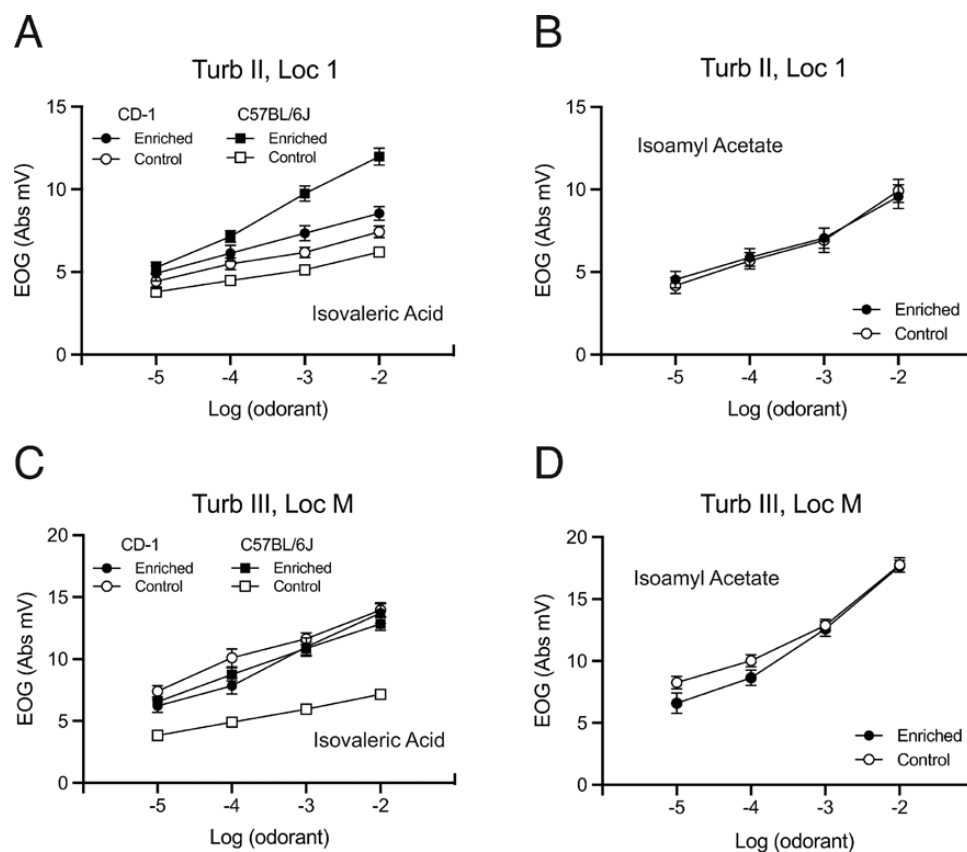 A
Turb II, Loc 1
CD-1 C57BL/6J
Enriched Enriched
Control Control
15
10
5
0
EOG (Abs mV)
Isovaleric Acid
-5 -4 -3 -2
Log (odorant)
B
Turb II, Loc 1
Isoamyl Acetate
15
10
5
0
EOG (Abs mV)
Enriched
Control
-5 -4 -3 -2
Log (odorant)
C
Turb III, Loc M
CD-1 C57BL/6J
Enriched Enriched
Control Control
20
15
10
5
0
EOG (Abs mV)
Isovaleric Acid
-5 -4 -3 -2
Log (odorant)
D
Turb III, Loc M
Isoamyl Acetate
20
15
10
5
0
EOG (Abs mV)
Enriched
Control
-5 -4 -3 -2
Log (odorant)